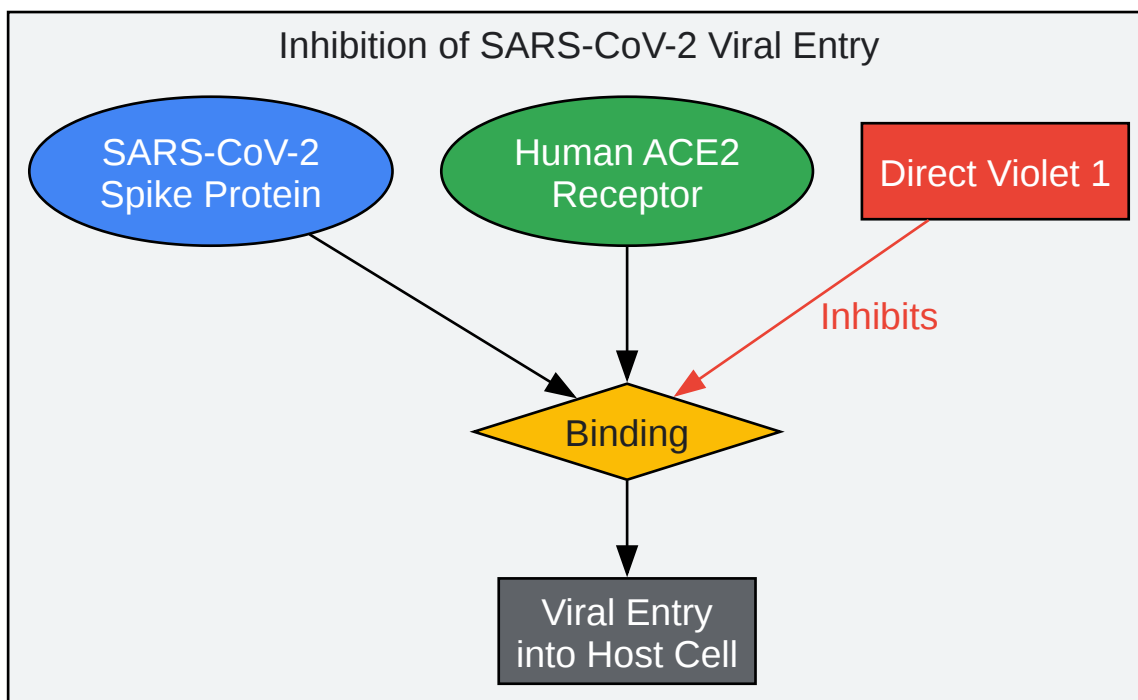 Inhibition of SARS-CoV-2 Viral Entry
SARS-CoV-2
Spike Protein
Human ACE2
Receptor
Direct Violet 1
Inhibits
Binding
Viral Entry
into Host Cell